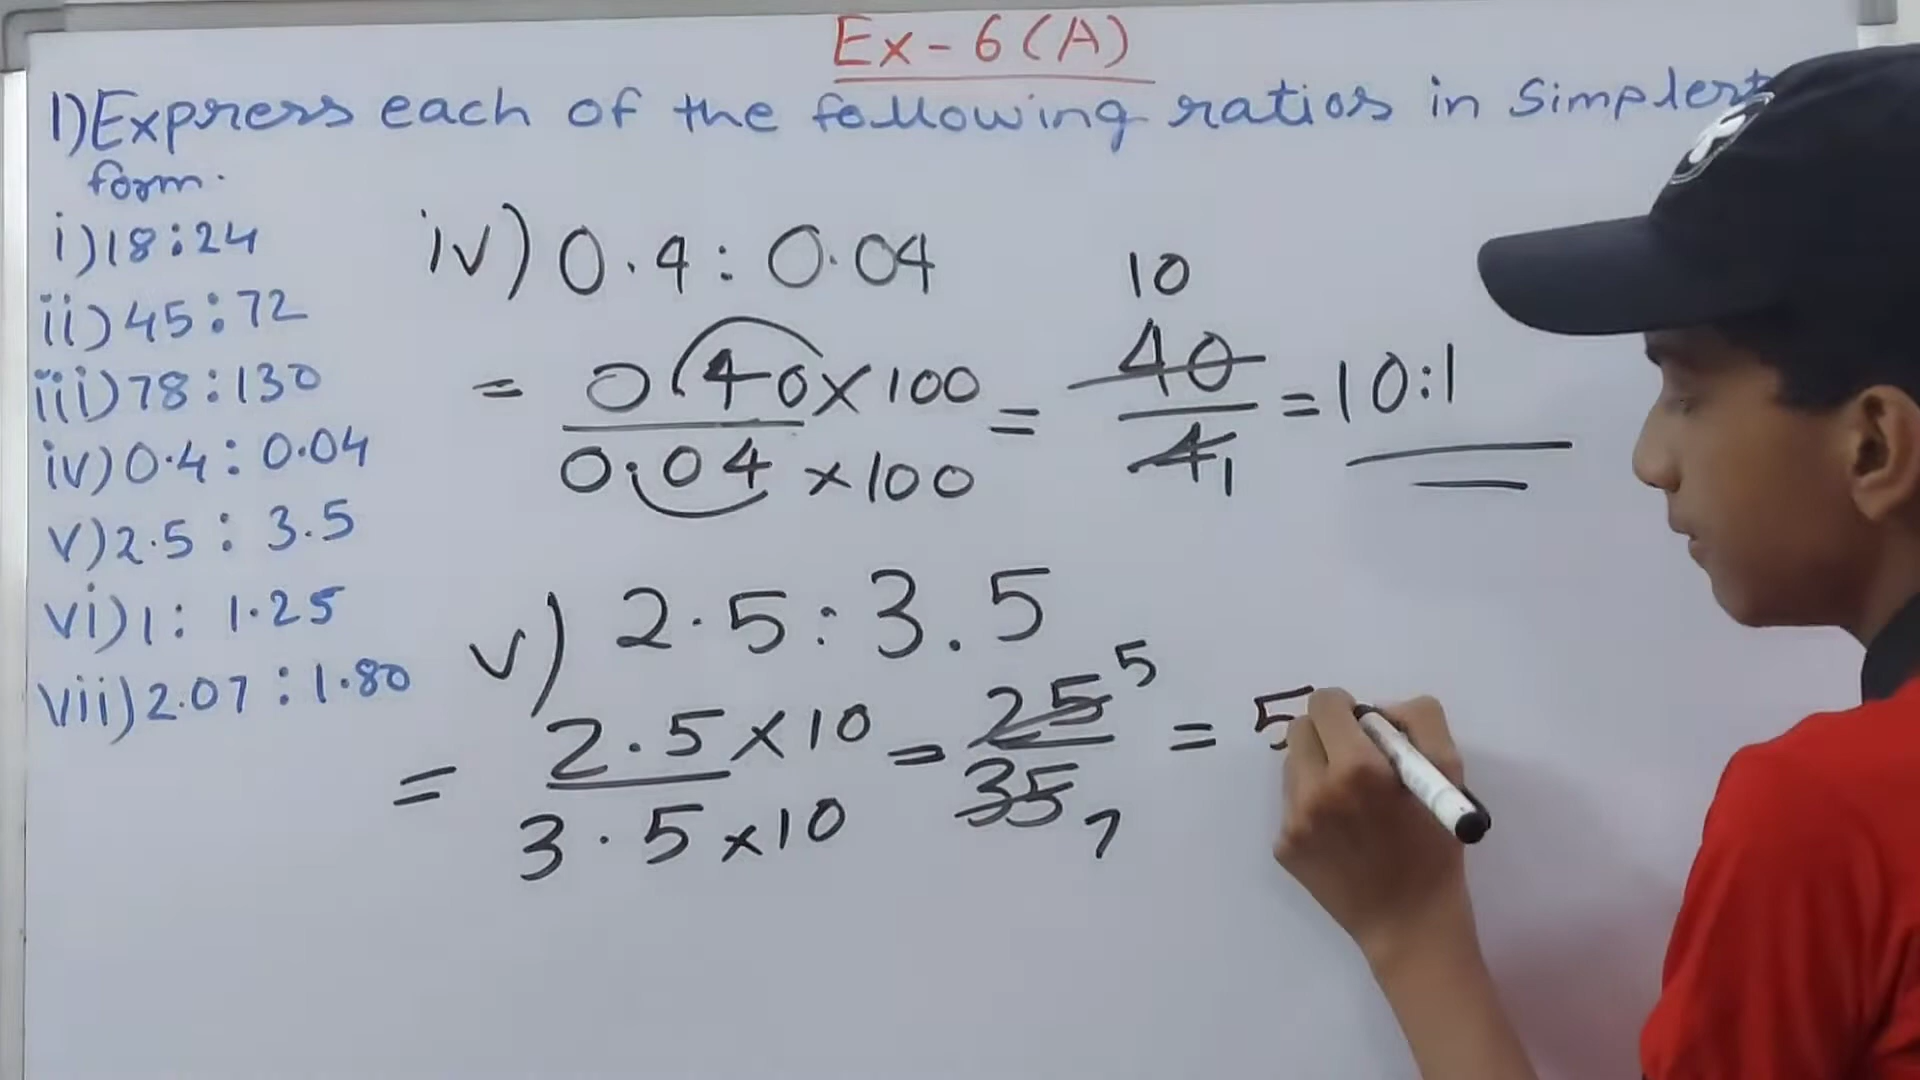 Ex-6(A)
1) Express each of the following ratios in Simplest
form.
i) 18:24
ii) 45:72
iii) 78:130
iv) 0.4:0.04
v) 2.5:3.5
vi) 1:1.25
vii) 2.07:1.80
iv) 0.4:0.04
10
= 0.40×100 = 40 = 10:1
0.04×100 4 1
v) 2.5:3.5
= 2.5×10 = 25 5 = 5
3.5×10 35 7